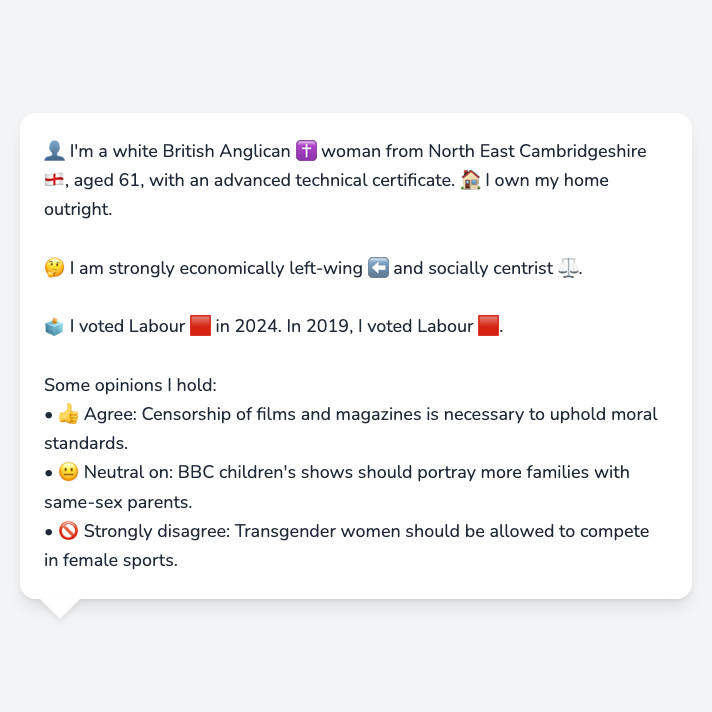 👤 I'm a white British Anglican ✝️ woman from North East Cambridgeshire
🏴󠁧󠁢󠁥󠁮󠁧󠁿, aged 61, with an advanced technical certificate. 🏠 I own my home
outright.
🤔 I am strongly economically left-wing ⬅️ and socially centrist ⚖️.
🗳️ I voted Labour 🟥 in 2024. In 2019, I voted Labour 🟥.
Some opinions I hold:
• 👍 Agree: Censorship of films and magazines is necessary to uphold moral
standards.
• 😐 Neutral on: BBC children's shows should portray more families with
same-sex parents.
• 🚫 Strongly disagree: Transgender women should be allowed to compete
in female sports.